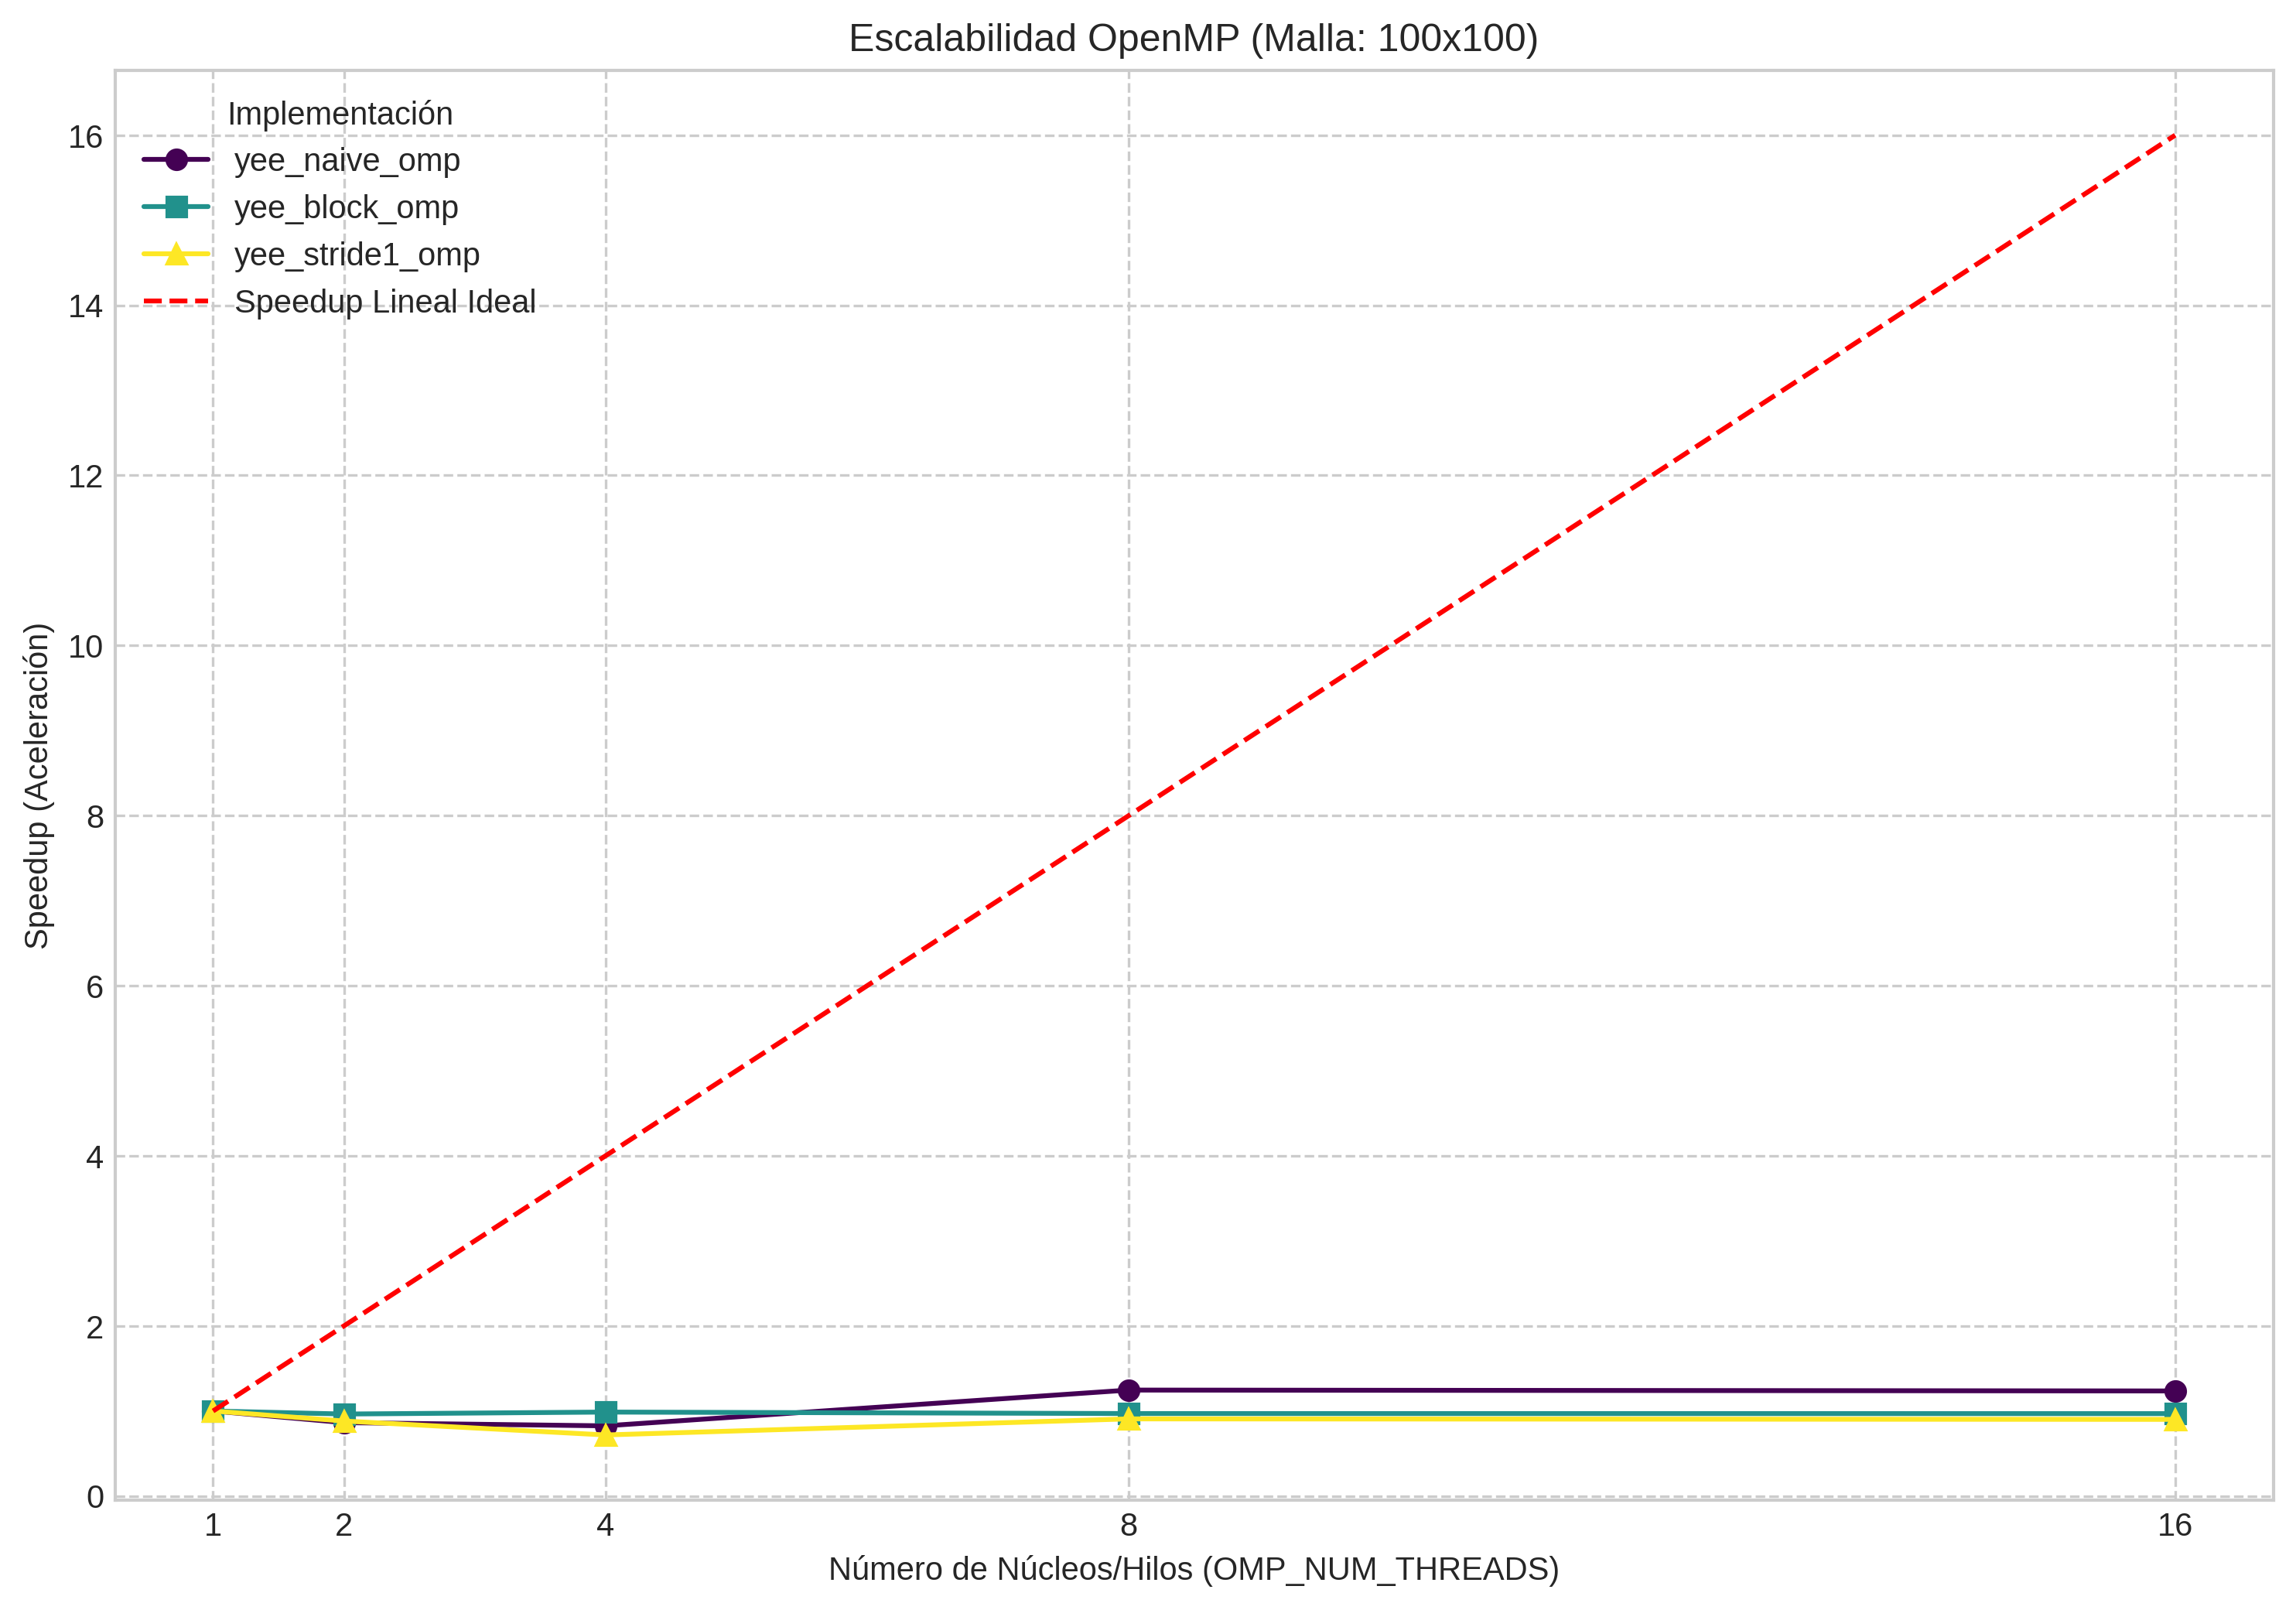 Escalabilidad OpenMP (Malla: 100x100)
Implementación
yee_naive_omp
yee_block_omp
yee_stride1_omp
Speedup Lineal Ideal
Speedup (Aceleración)
16
14
12
10
8
6
4
2
0
1 2 4 8 16
Número de Núcleos/Hilos (OMP_NUM_THREADS)